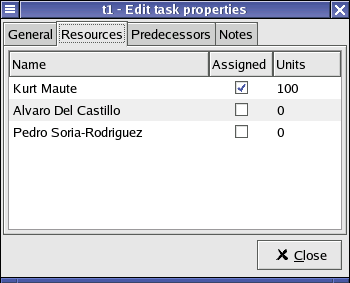 t1 - Edit task properties
General Resources Predecessors Notes
Name Assigned Units
Kurt Maute 100
Alvaro Del Castillo 0
Pedro Soria-Rodriguez 0
Close